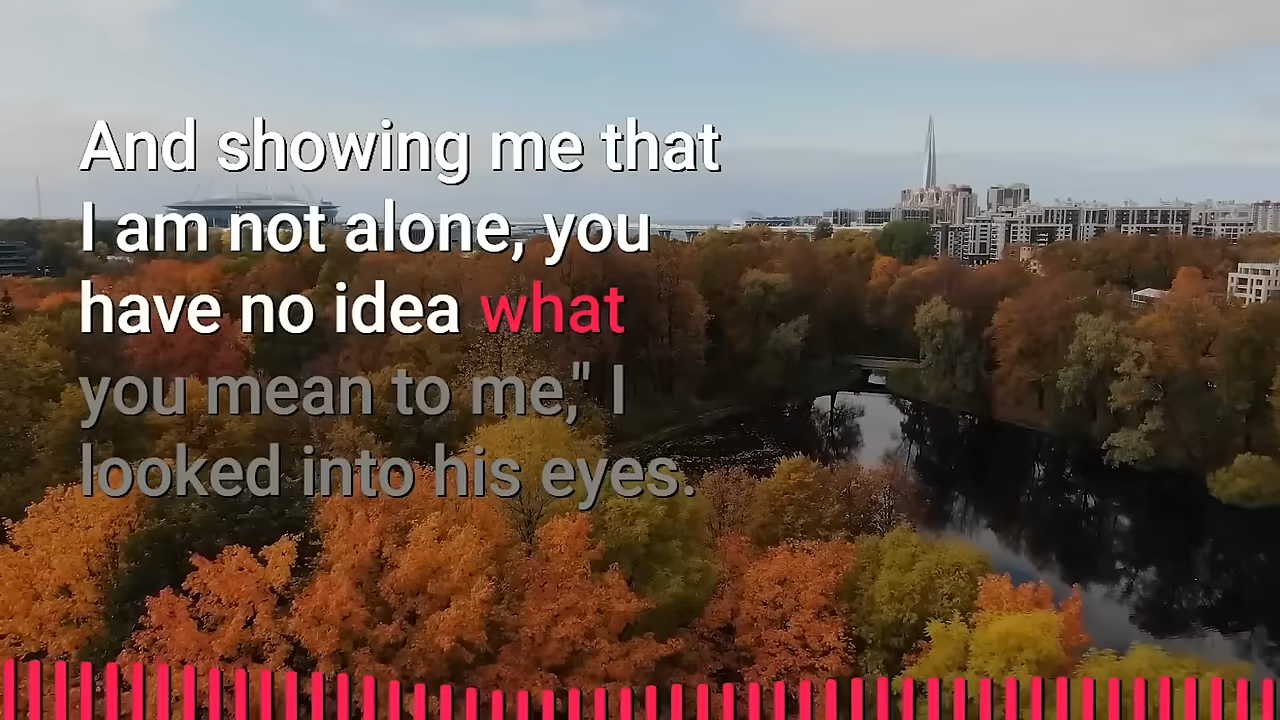 And showing me that
I am not alone, you
have no idea what
you mean to me," I
looked into his eyes.